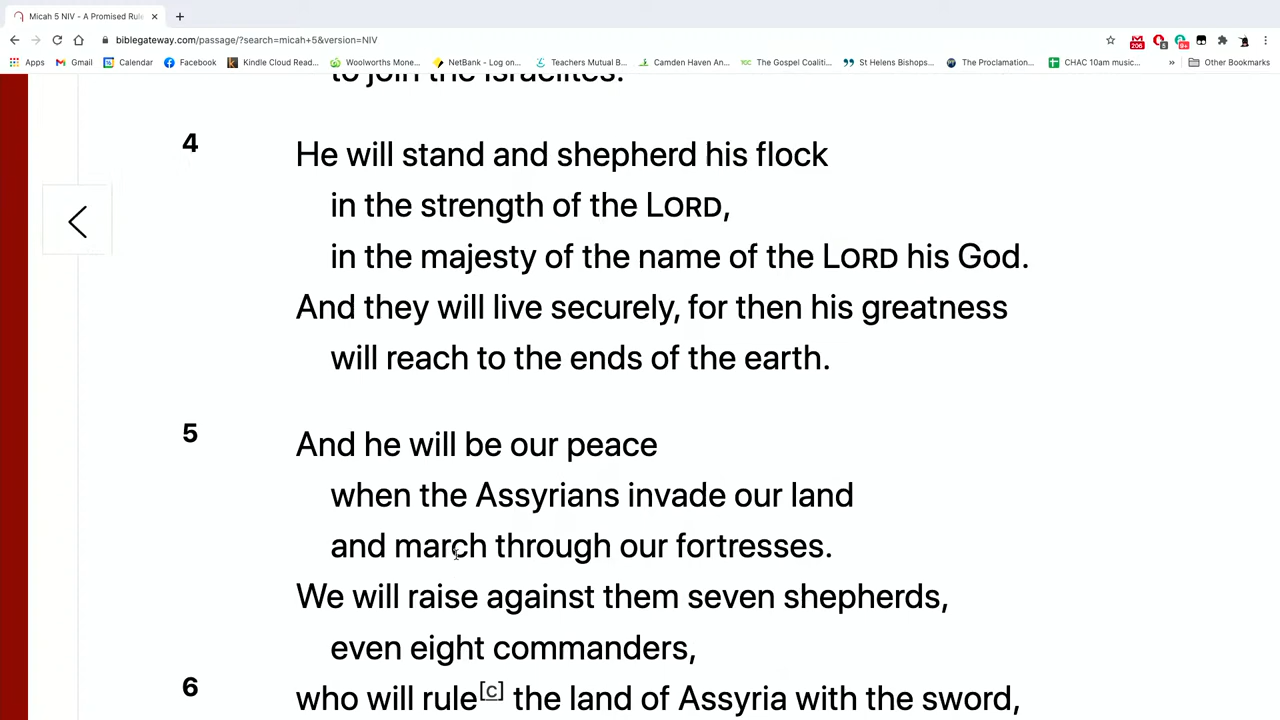 Micah 5 NIV - A Promised Rule
biblegateway.com/passage/?search=micah+5&version=NIV
Apps Gmail Calendar Facebook Kindle Cloud Read... Woolworths Mone... NetBank - Log on... Teachers Mutual B... Camden Haven An... The Gospel Coaliti... St Helens Bishops... The Proclamation... CHAC 10am music... » Other Bookmarks
to join the Israelites.
4 He will stand and shepherd his flock
in the strength of the LORD,
in the majesty of the name of the LORD his God.
And they will live securely, for then his greatness
will reach to the ends of the earth.
5 And he will be our peace
when the Assyrians invade our land
and march through our fortresses.
We will raise against them seven shepherds,
even eight commanders,
6 who will rule[c] the land of Assyria with the sword,